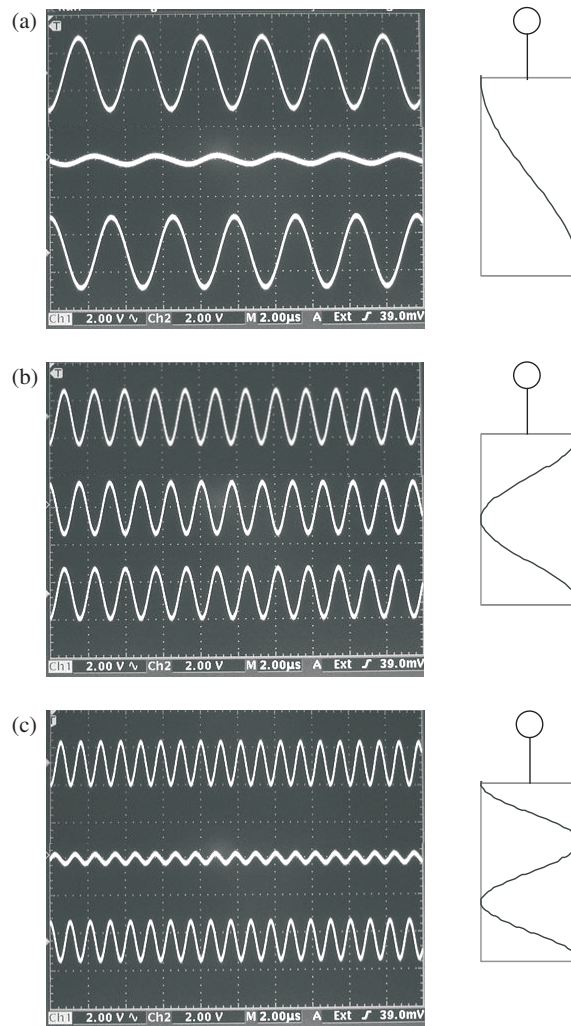 (a)
T
Ch1 2.00 V ∿ Ch2 2.00 V M 2.00µs A Ext ƒ 39.0mV
(b)
T
Ch1 2.00 V ∿ Ch2 2.00 V M 2.00µs A Ext ƒ 39.0mV
(c)
Ch1 2.00 V ∿ Ch2 2.00 V M 2.00µs A Ext ƒ 39.0mV